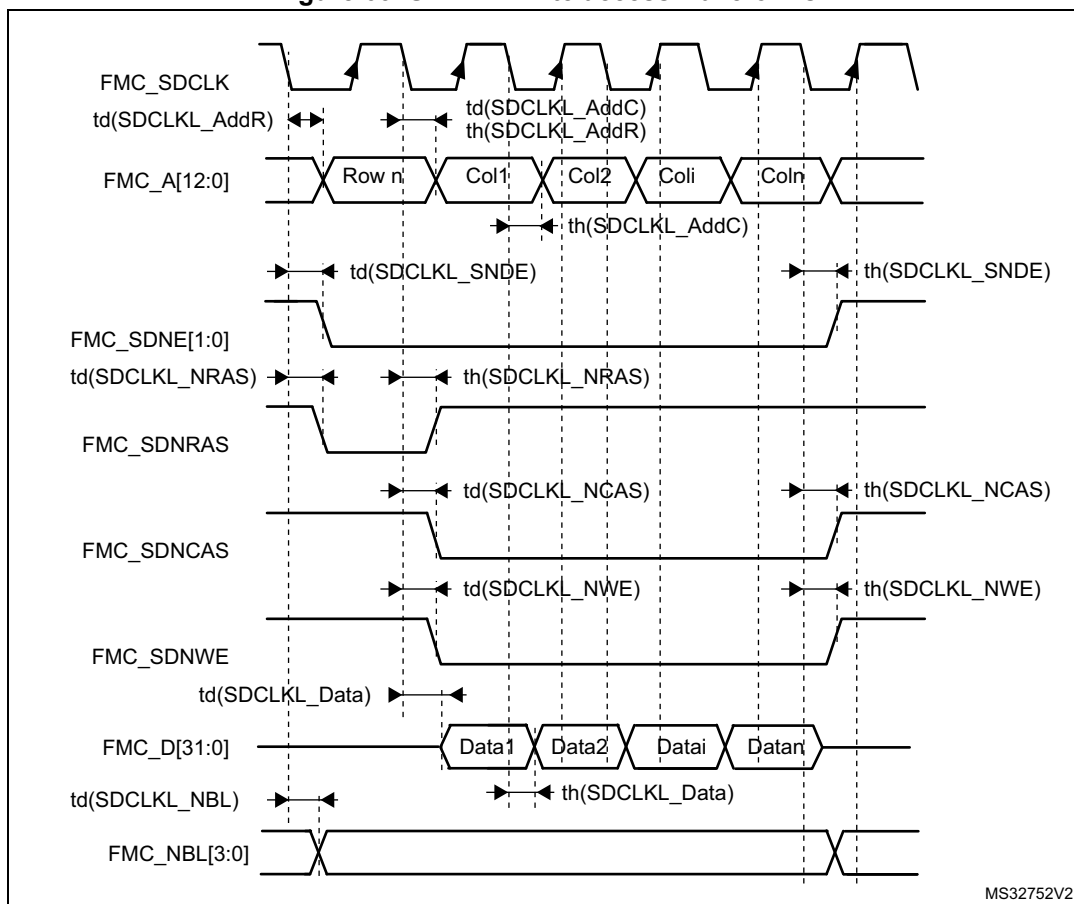 FMC_SDCLK
td(SDCLKL_AddR)
td(SDCLKL_AddC)
th(SDCLKL_AddR)
FMC_A[12:0]
Row n
Col1
Col2
Coli
Coln
th(SDCLKL_AddC)
td(SDCLKL_SNDE)
th(SDCLKL_SNDE)
FMC_SDNE[1:0]
td(SDCLKL_NRAS)
th(SDCLKL_NRAS)
FMC_SDNRAS
td(SDCLKL_NCAS)
th(SDCLKL_NCAS)
FMC_SDNCAS
td(SDCLKL_NWE)
th(SDCLKL_NWE)
FMC_SDNWE
td(SDCLKL_Data)
FMC_D[31:0]
Data1
Data2
Datai
Datan
th(SDCLKL_Data)
td(SDCLKL_NBL)
FMC_NBL[3:0]
MS32752V2